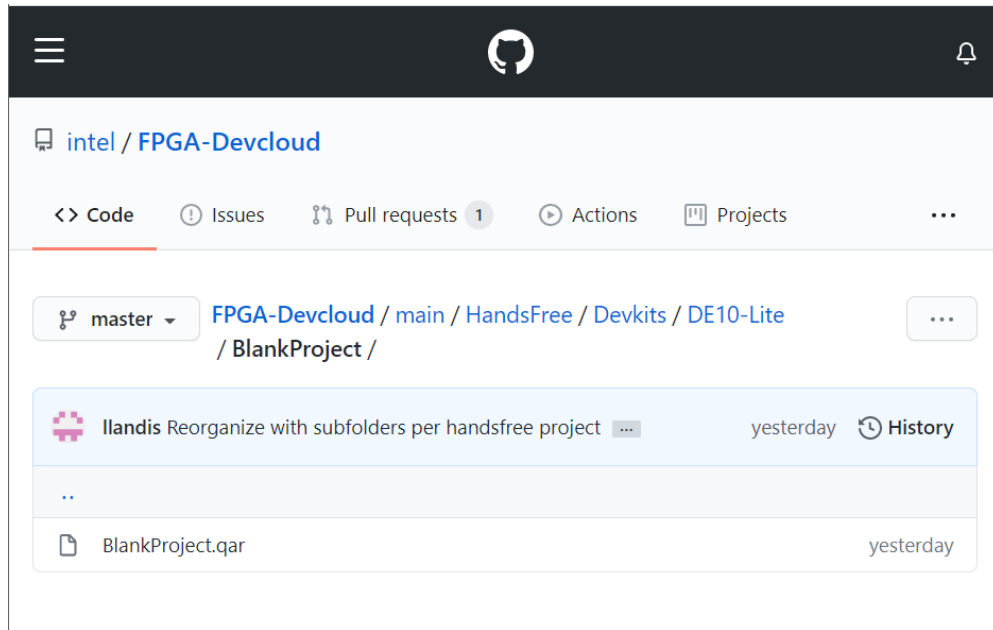 intel / FPGA-Devcloud
<> Code Issues Pull requests 1 Actions Projects ...
master FPGA-Devcloud / main / HandsFree / Devkits / DE10-Lite ...
/ BlankProject /
llandis Reorganize with subfolders per handsfree project ... yesterday History
..
BlankProject.qar yesterday